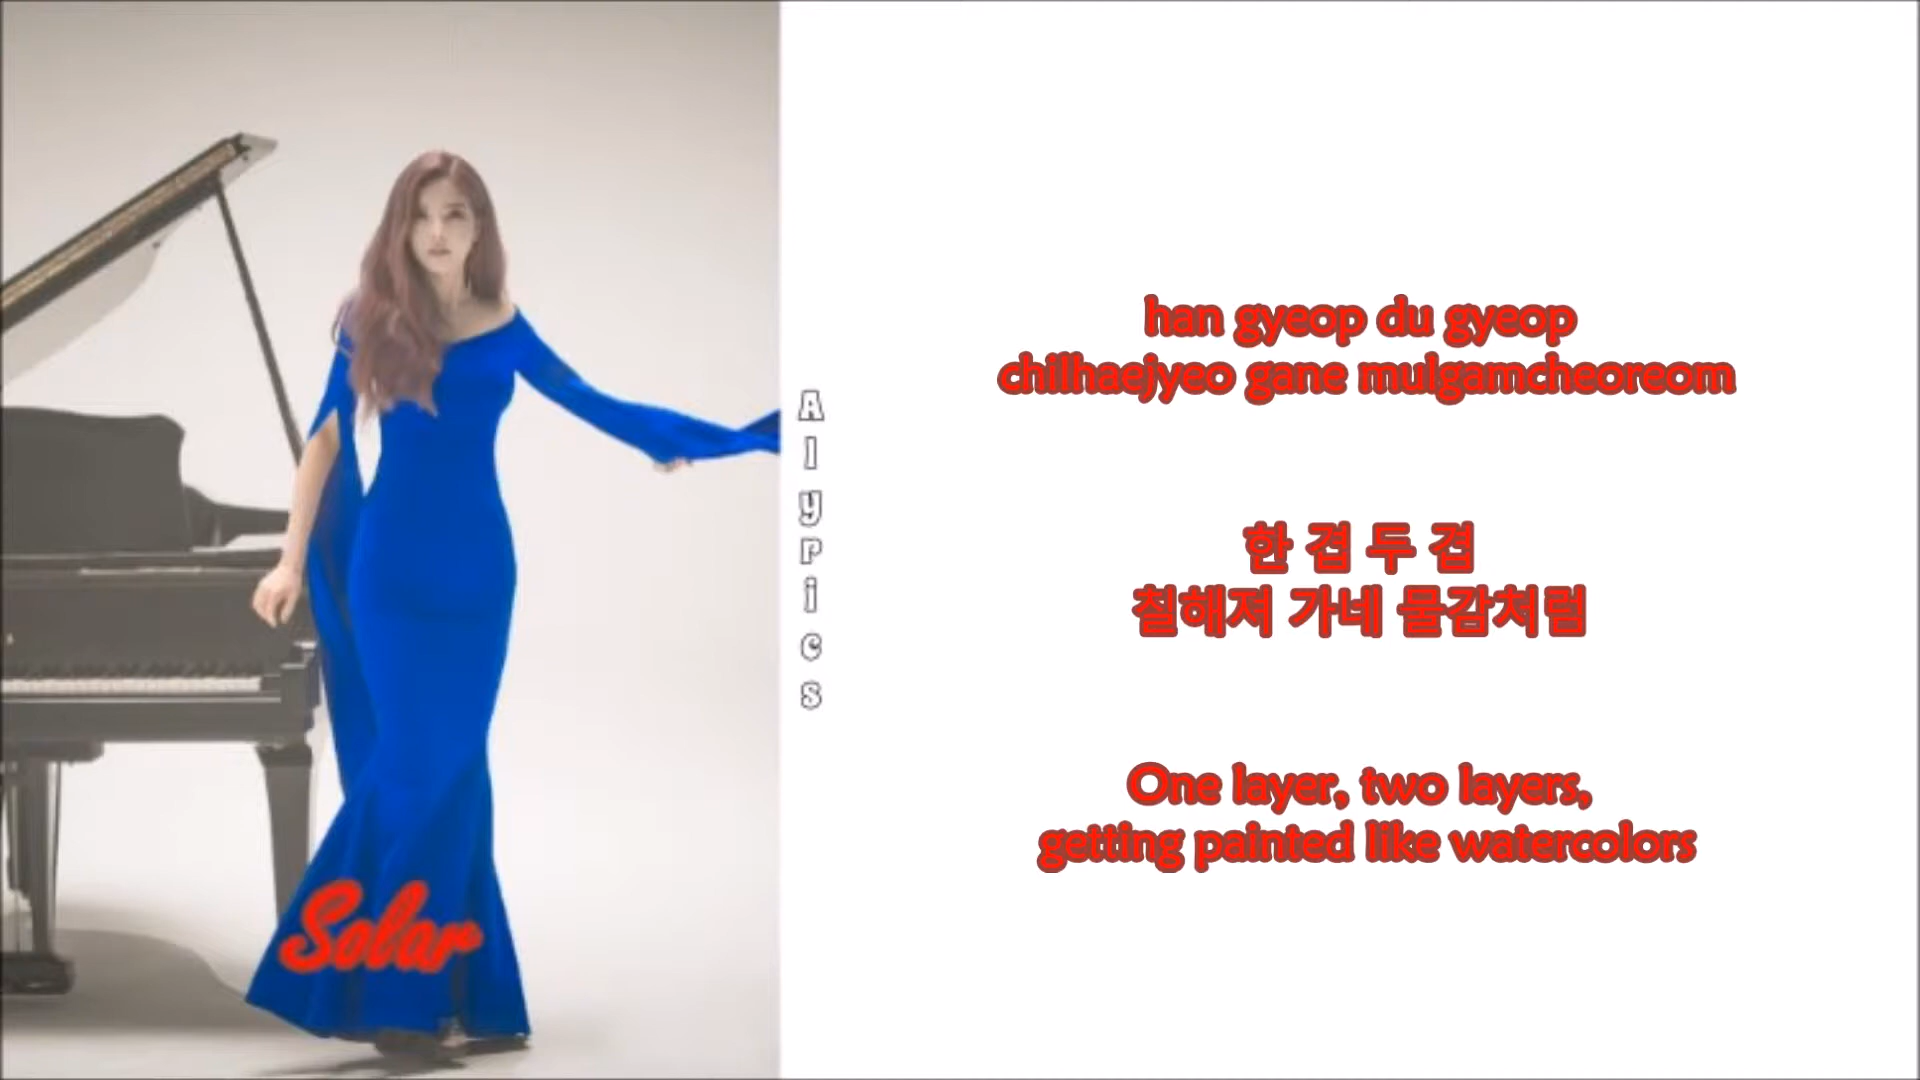 Solar
Alypics
han gyeop du gyeop
chilhaejyeo gane mulgamcheoreom
한 겹 두 겹
칠해져 가네 물감처럼
One layer, two layers,
getting painted like watercolors